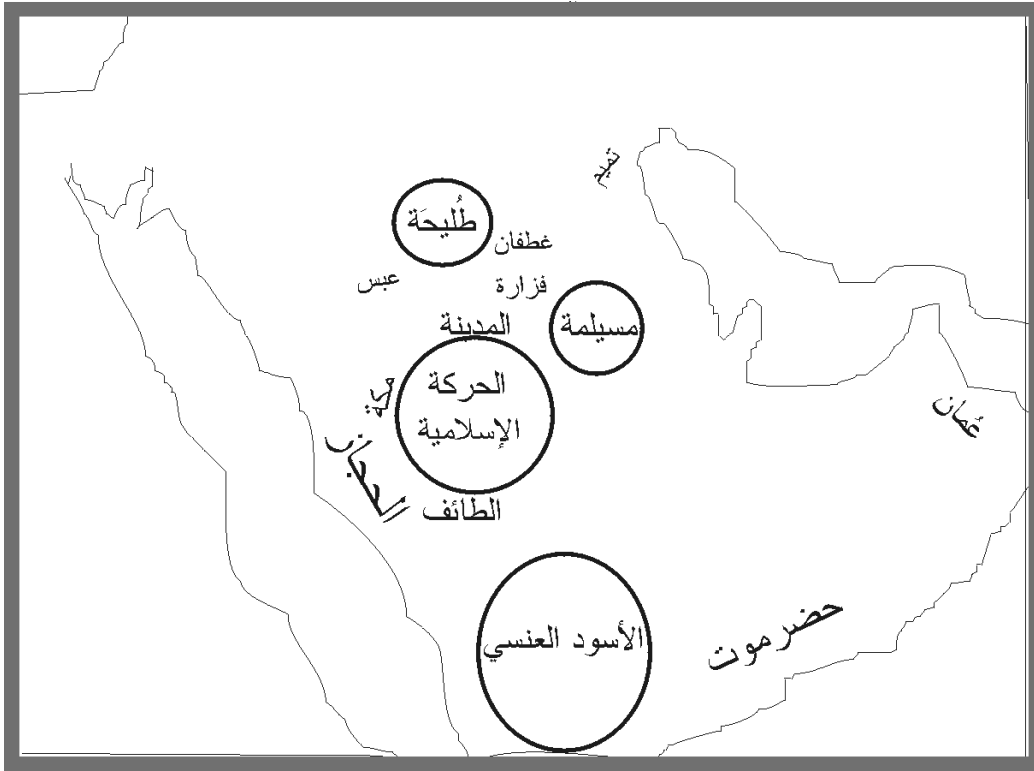 تميم
طُليحَة
غطفان
عبس
فزارة
المدينة
مسيلمة
مكة
الحركة
الإسلامية
عُمان
الحجاز
الطائف
الأسود العنسي
حضرموت